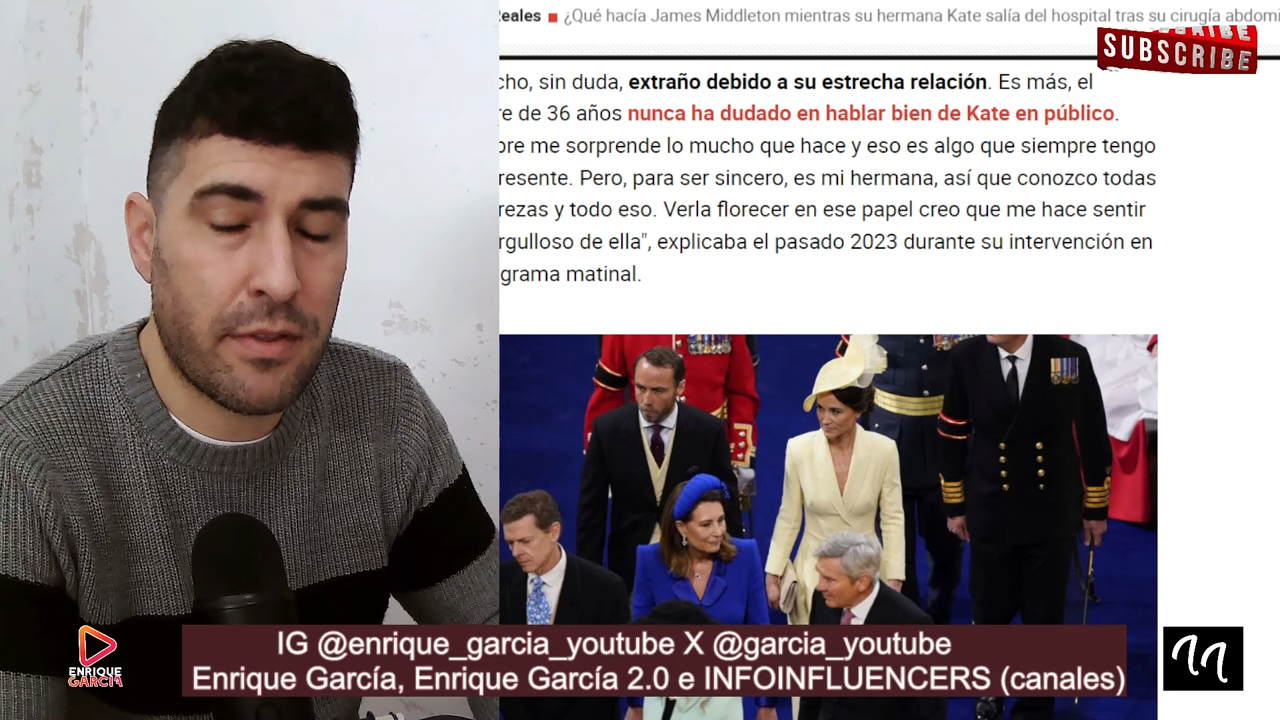 Reales ■ ¿Qué hacía James Middleton mientras su hermana Kate salía del hospital tras su cirugía abdomi
SUBSCRIBE
cho, sin duda, extraño debido a su estrecha relación. Es más, el
re de 36 años nunca ha dudado en hablar bien de Kate en público.
bre me sorprende lo mucho que hace y eso es algo que siempre tengo
resente. Pero, para ser sincero, es mi hermana, así que conozco todas
rezas y todo eso. Verla florecer en ese papel creo que me hace sentir
rgulloso de ella", explicaba el pasado 2023 durante su intervención en
grama matinal.
IG @enrique_garcia_youtube X @garcia_youtube
Enrique García, Enrique García 2.0 e INFOINFLUENCERS (canales)
ENRIQUE
GARCÍA